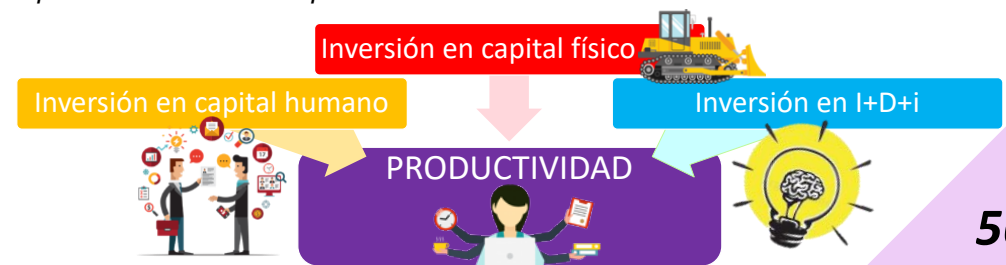 Inversión en capital físico
Inversión en capital humano
Inversión en I+D+i
PRODUCTIVIDAD